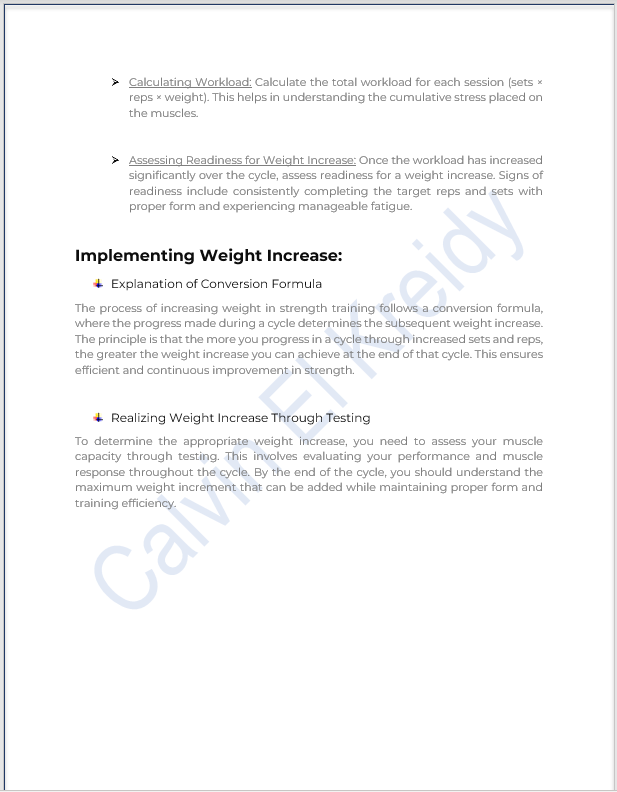 Calculating Workload: Calculate the total workload for each session (sets ×
reps × weight). This helps in understanding the cumulative stress placed on
the muscles.
Assessing Readiness for Weight Increase: Once the workload has increased
significantly over the cycle, assess readiness for a weight increase. Signs of
readiness include consistently completing the target reps and sets with
proper form and experiencing manageable fatigue.
Implementing Weight Increase:
Explanation of Conversion Formula
The process of increasing weight in strength training follows a conversion formula,
where the progress made during a cycle determines the subsequent weight increase.
The principle is that the more you progress in a cycle through increased sets and reps,
the greater the weight increase you can achieve at the end of that cycle. This ensures
efficient and continuous improvement in strength.
Realizing Weight Increase Through Testing
To determine the appropriate weight increase, you need to assess your muscle
capacity through testing. This involves evaluating your performance and muscle
response throughout the cycle. By the end of the cycle, you should understand the
maximum weight increment that can be added while maintaining proper form and
training efficiency.
Calvin El Kreidy